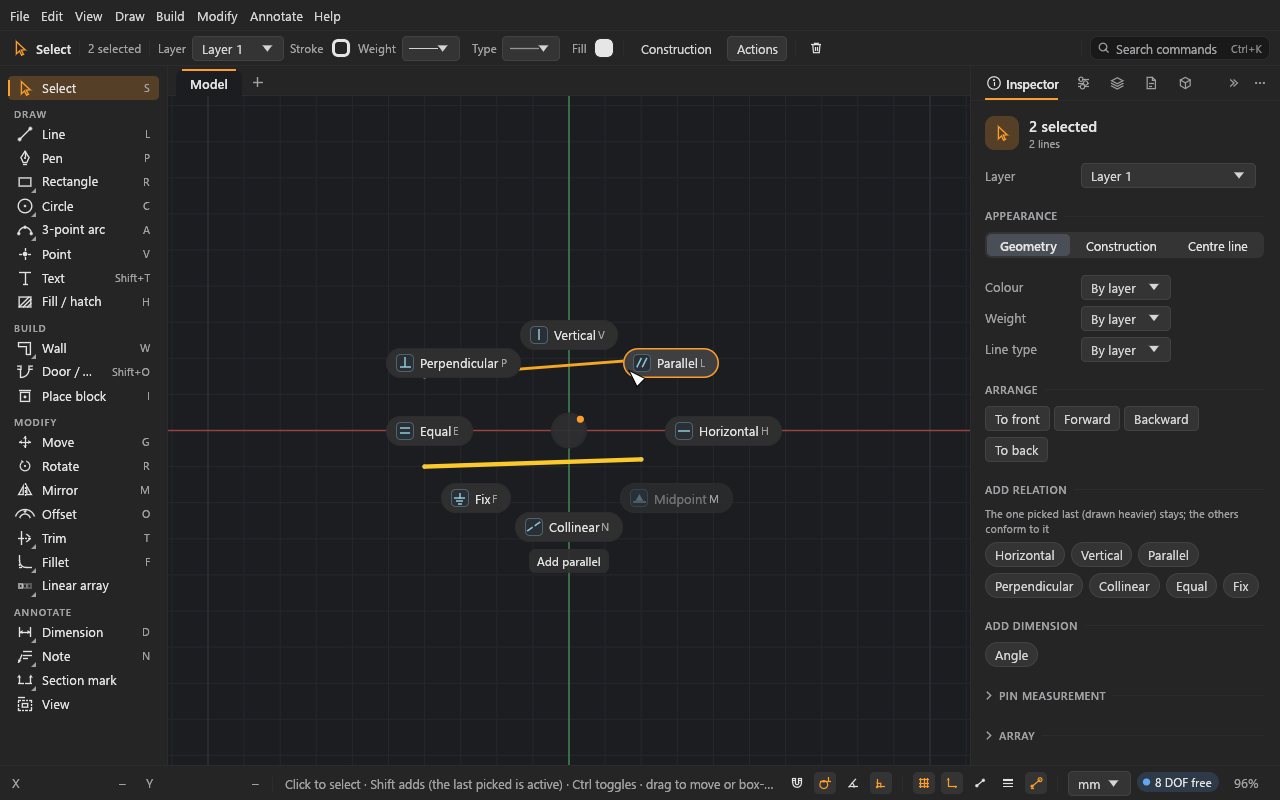 File Edit View Draw Build Modify Annotate Help
Select 2 selected Layer Layer 1 Stroke Weight Type Fill Construction Actions Search commands Ctrl+K
Select S
DRAW
Line L
Pen P
Rectangle R
Circle C
3-point arc A
Point V
Text Shift+T
Fill / hatch H
BUILD
Wall W
Door / ... Shift+O
Place block I
MODIFY
Move G
Rotate R
Mirror M
Offset O
Trim T
Fillet F
Linear array
ANNOTATE
Dimension D
Note N
Section mark
View
Model +
Vertical V
Perpendicular P
Parallel L
Equal E
Horizontal H
Fix F
Midpoint M
Collinear N
Add parallel
Inspector
2 selected
2 lines
Layer Layer 1
APPEARANCE
Geometry Construction Centre line
Colour By layer
Weight By layer
Line type By layer
ARRANGE
To front Forward Backward
To back
ADD RELATION
The one picked last (drawn heavier) stays; the others
conform to it
Horizontal Vertical Parallel
Perpendicular Collinear Equal Fix
ADD DIMENSION
Angle
PIN MEASUREMENT
ARRAY
X – Y – Click to select · Shift adds (the last picked is active) · Ctrl toggles · drag to move or box-... mm 8 DOF free 96%